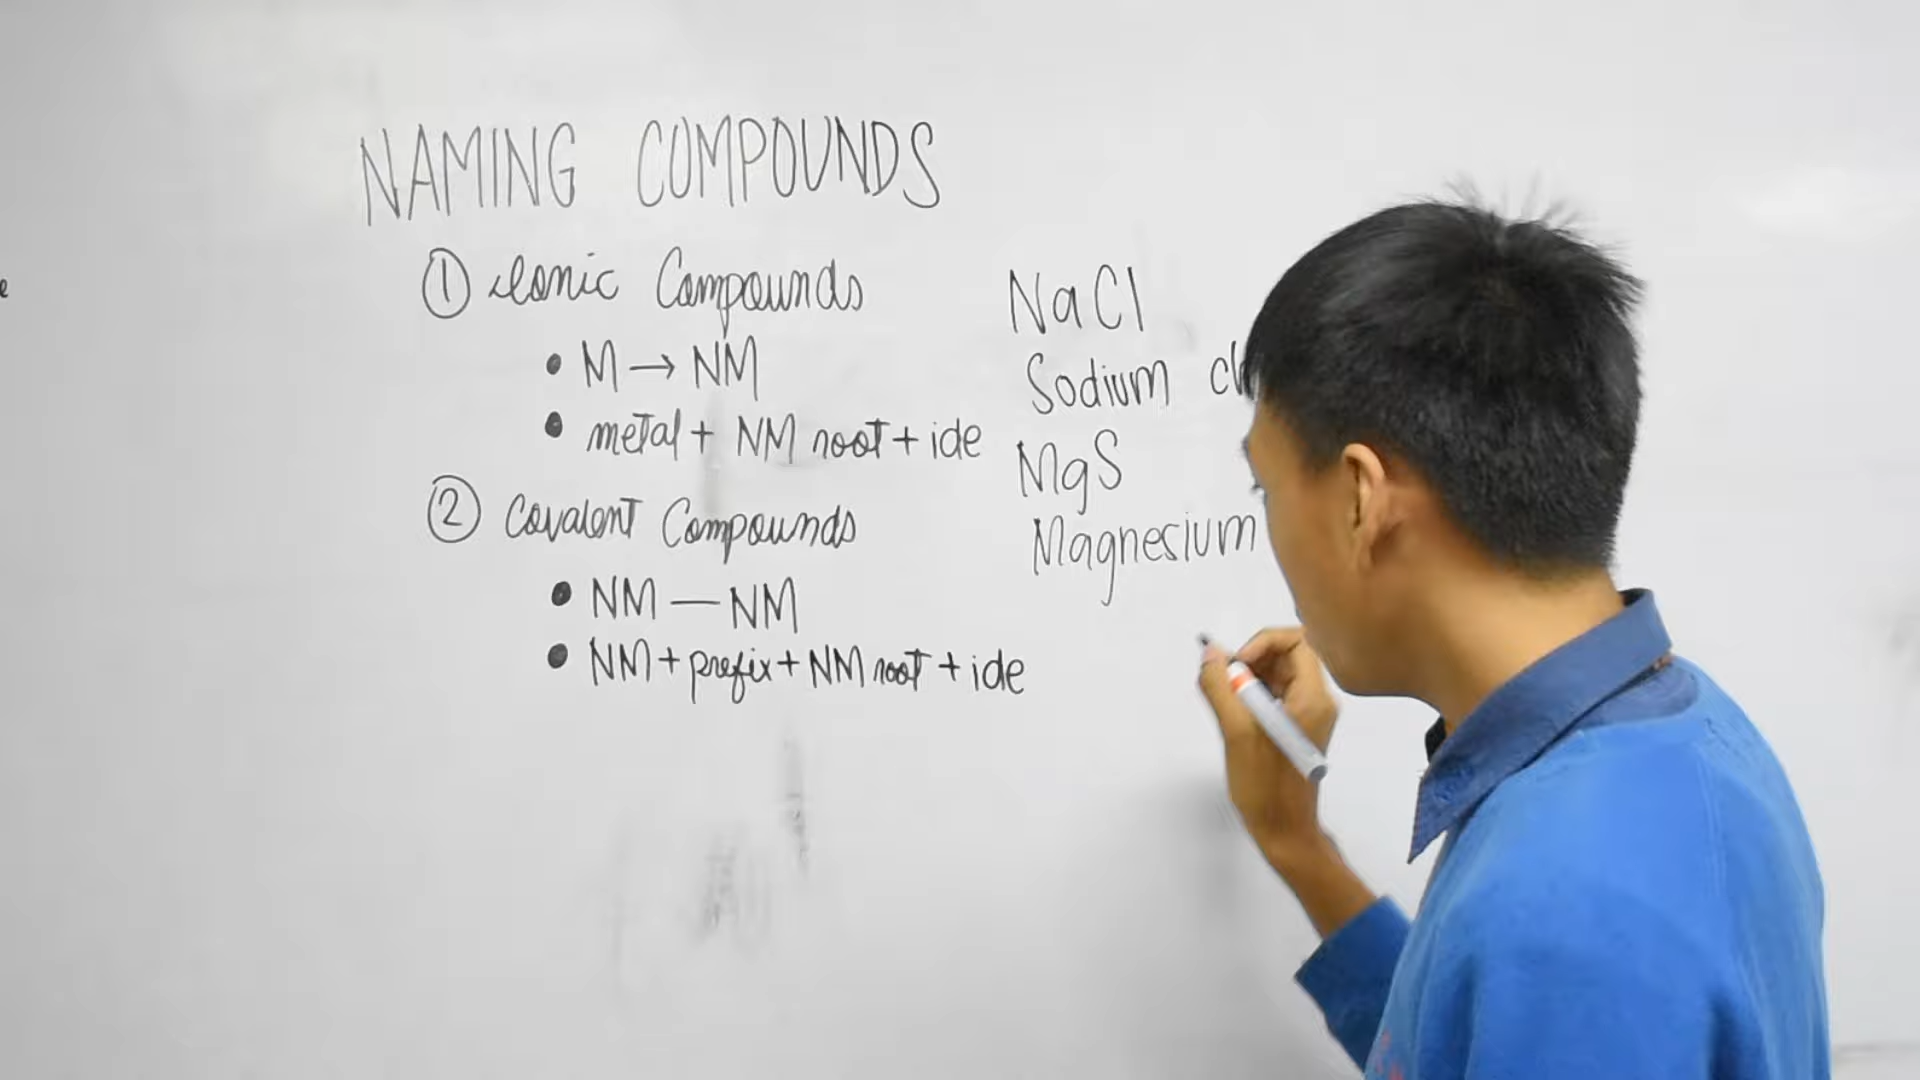 NAMING COMPOUNDS
① Ionic Compounds
• M → NM
• metal + NM root + ide
② Covalent Compounds
• NM — NM
• NM + prefix + NM root + ide
NaCl
Sodium
MgS
Magnesium